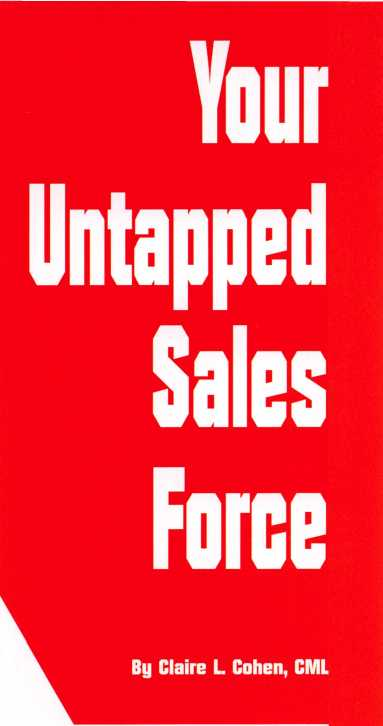 Your
Untapped
Sales
Force
By Claire L. Cohen, CML